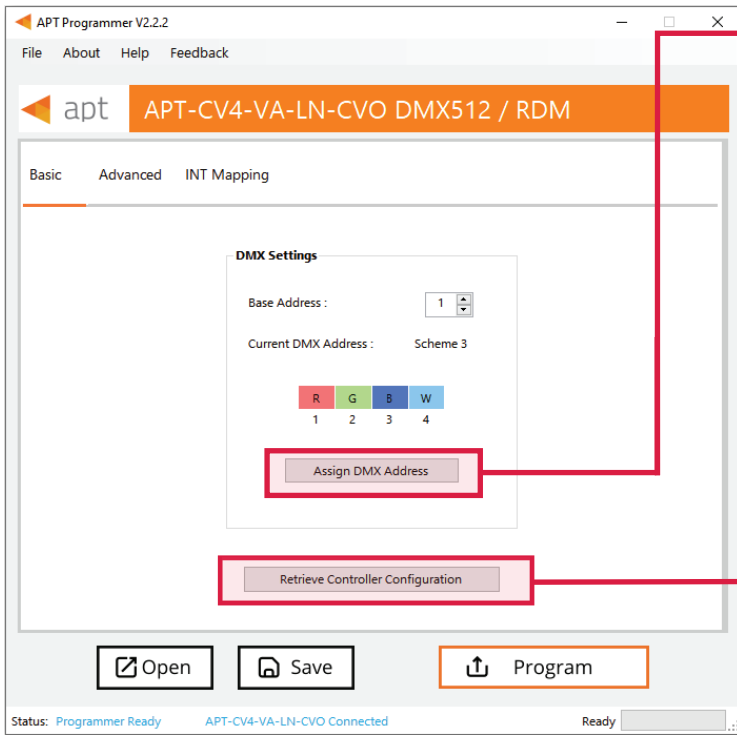 APT Programmer V2.2.2
File About Help Feedback
apt APT-CV4-VA-LN-CVO DMX512 / RDM
Basic Advanced INT Mapping
DMX Settings
Base Address : 1
Current DMX Address : Scheme 3
R G B W
1 2 3 4
Assign DMX Address
Retrieve Controller Configuration
Open Save Program
Status: Programmer Ready APT-CV4-VA-LN-CVO Connected Ready